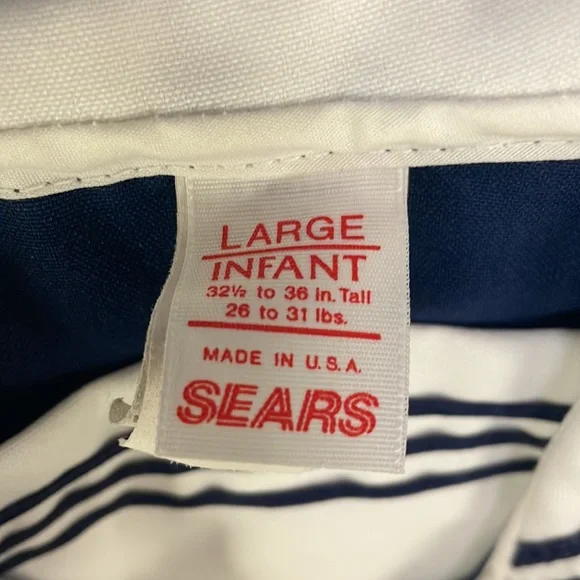 LARGE
INFANT
32½ to 36 in. Tall
26 to 31 lbs.
MADE IN U.S.A.
SEARS